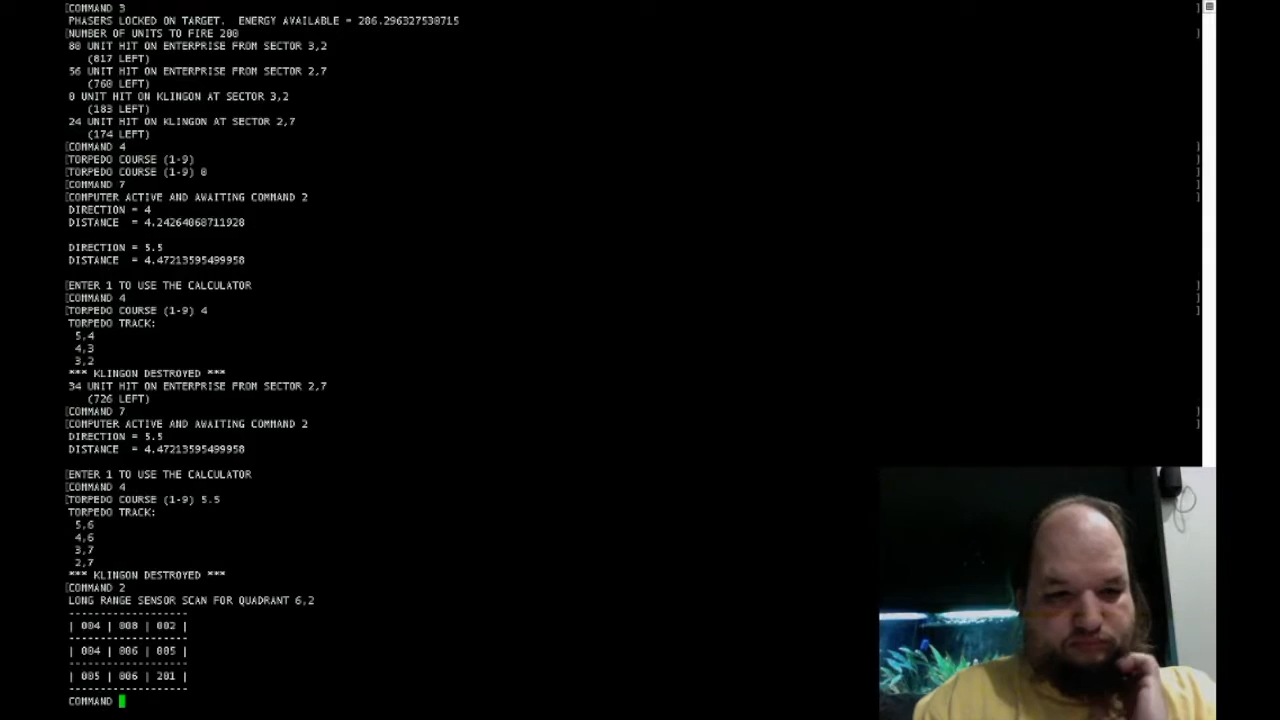 [COMMAND 3 ]
PHASERS LOCKED ON TARGET. ENERGY AVAILABLE = 286.296327538715
[NUMBER OF UNITS TO FIRE 200 ]
80 UNIT HIT ON ENTERPRISE FROM SECTOR 3,2
(817 LEFT)
56 UNIT HIT ON ENTERPRISE FROM SECTOR 2,7
(760 LEFT)
0 UNIT HIT ON KLINGON AT SECTOR 3,2
(183 LEFT)
24 UNIT HIT ON KLINGON AT SECTOR 2,7
(174 LEFT)
[COMMAND 4 ]
[TORPEDO COURSE (1-9) ]
[TORPEDO COURSE (1-9) 0 ]
[COMMAND 7 ]
[COMPUTER ACTIVE AND AWAITING COMMAND 2 ]
DIRECTION = 4
DISTANCE = 4.24264068711928
DIRECTION = 5.5
DISTANCE = 4.47213595499958
[ENTER 1 TO USE THE CALCULATOR ]
[COMMAND 4 ]
[TORPEDO COURSE (1-9) 4 ]
TORPEDO TRACK:
5,4
4,3
3,2
*** KLINGON DESTROYED ***
34 UNIT HIT ON ENTERPRISE FROM SECTOR 2,7
(726 LEFT)
[COMMAND 7 ]
[COMPUTER ACTIVE AND AWAITING COMMAND 2 ]
DIRECTION = 5.5
DISTANCE = 4.47213595499958
[ENTER 1 TO USE THE CALCULATOR
[COMMAND 4
[TORPEDO COURSE (1-9) 5.5
TORPEDO TRACK:
5,6
4,6
3,7
2,7
*** KLINGON DESTROYED ***
[COMMAND 2
LONG RANGE SENSOR SCAN FOR QUADRANT 6,2
-------------------
| 004 | 008 | 002 |
-------------------
| 004 | 006 | 005 |
-------------------
| 005 | 006 | 201 |
-------------------
COMMAND